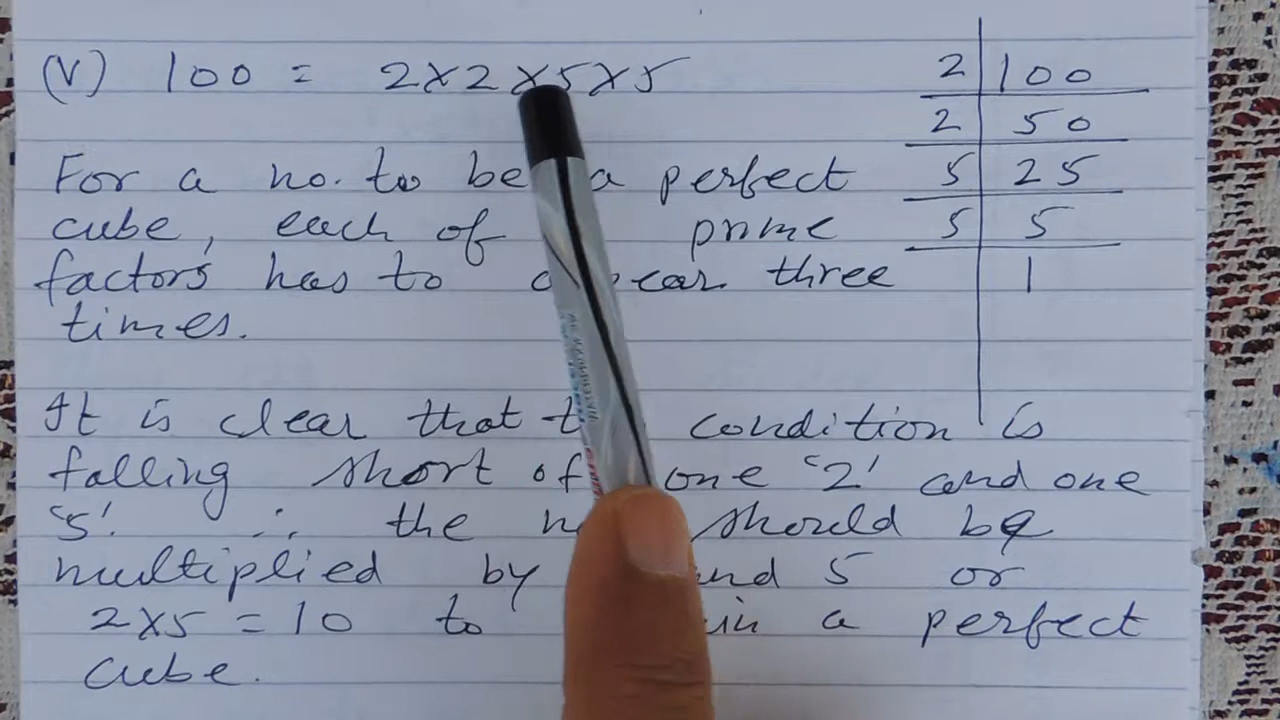 (V) 100 = 2×2×5×5
2 | 100
2 | 50
5 | 25
5 | 5
1
For a no. to be a perfect
cube, each of prime
factors has to three
times.
It is clear that condition is
falling short of one '2' and one
'5'. ∴ the should be
multiplied by and 5 or
2×5 = 10 to a perfect
cube.